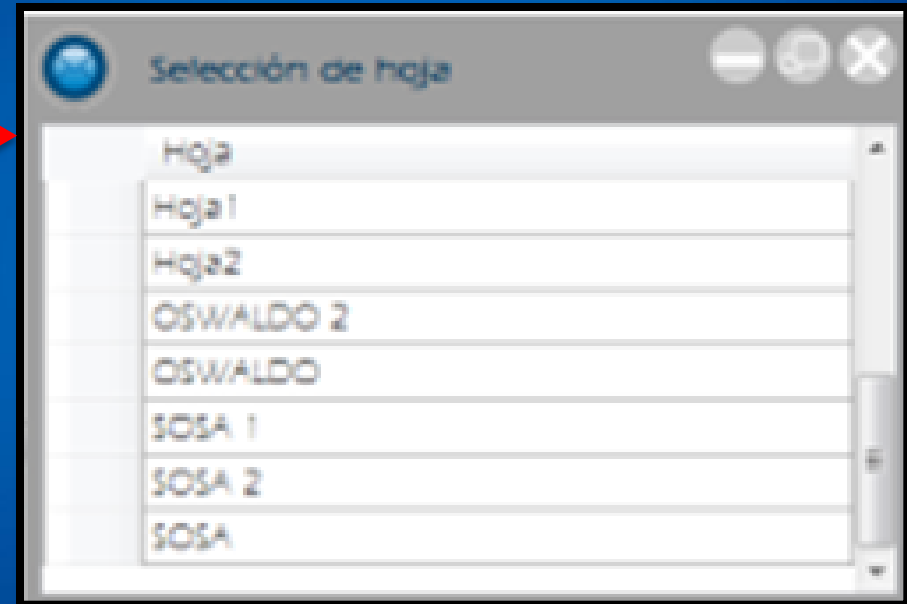 Selección de hoja
Hoja
Hoja1
Hoja2
OSWALDO 2
OSWALDO
SOSA 1
SOSA 2
SOSA